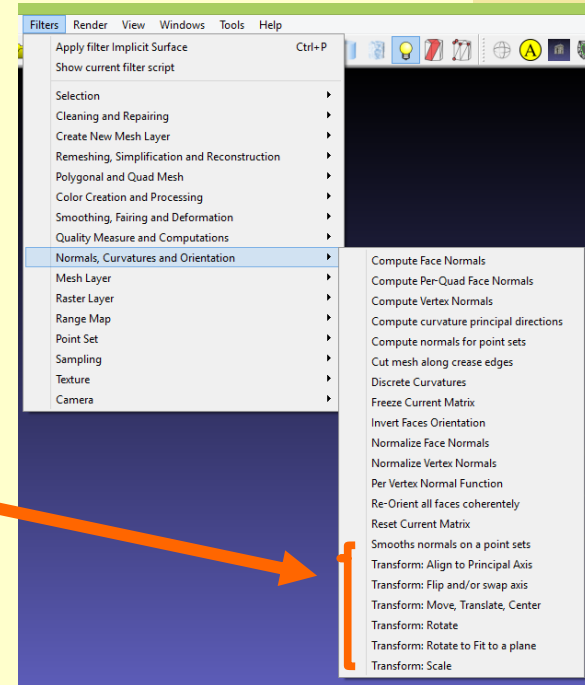 Filters Render View Windows Tools Help
Apply filter Implicit Surface Ctrl+P
Show current filter script
Selection
Cleaning and Repairing
Create New Mesh Layer
Remeshing, Simplification and Reconstruction
Polygonal and Quad Mesh
Color Creation and Processing
Smoothing, Fairing and Deformation
Quality Measure and Computations
Normals, Curvatures and Orientation
Mesh Layer
Raster Layer
Range Map
Point Set
Sampling
Texture
Camera
A
Compute Face Normals
Compute Per-Quad Face Normals
Compute Vertex Normals
Compute curvature principal directions
Compute normals for point sets
Cut mesh along crease edges
Discrete Curvatures
Freeze Current Matrix
Invert Faces Orientation
Normalize Face Normals
Normalize Vertex Normals
Per Vertex Normal Function
Re-Orient all faces coherently
Reset Current Matrix
Smooths normals on a point sets
Transform: Align to Principal Axis
Transform: Flip and/or swap axis
Transform: Move, Translate, Center
Transform: Rotate
Transform: Rotate to Fit to a plane
Transform: Scale